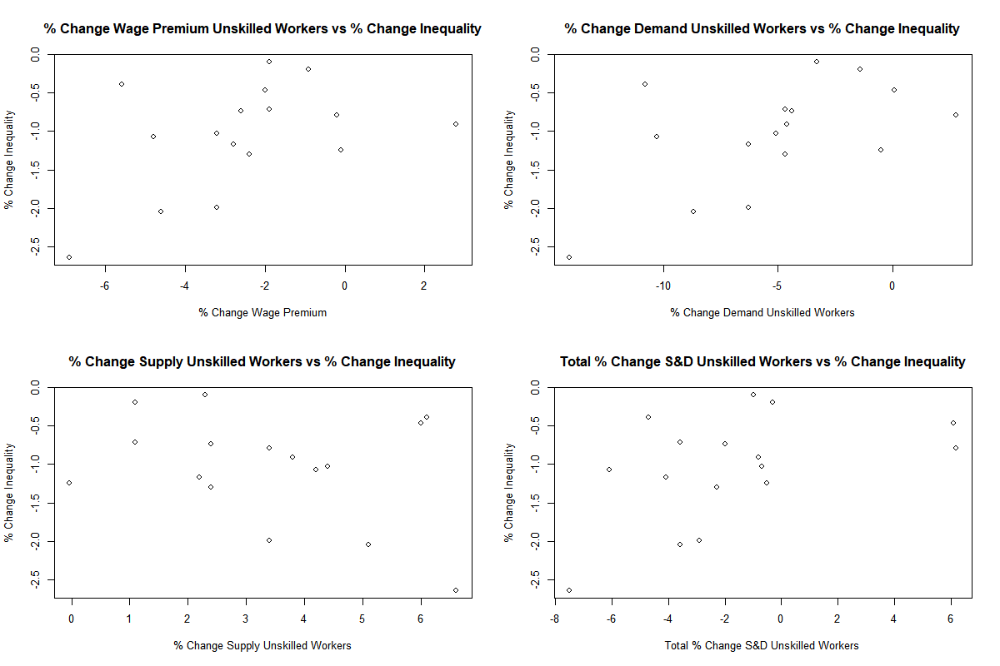 % Change Wage Premium Unskilled Workers vs % Change Inequality
% Change Inequality
0.0
-0.5
-1.0
-1.5
-2.0
-2.5
-6 -4 -2 0 2
% Change Wage Premium
% Change Demand Unskilled Workers vs % Change Inequality
% Change Inequality
0.0
-0.5
-1.0
-1.5
-2.0
-2.5
-10 -5 0
% Change Demand Unskilled Workers
% Change Supply Unskilled Workers vs % Change Inequality
% Change Inequality
0.0
-0.5
-1.0
-1.5
-2.0
-2.5
0 1 2 3 4 5 6
% Change Supply Unskilled Workers
Total % Change S&D Unskilled Workers vs % Change Inequality
% Change Inequality
0.0
-0.5
-1.0
-1.5
-2.0
-2.5
-8 -6 -4 -2 0 2 4 6
Total % Change S&D Unskilled Workers